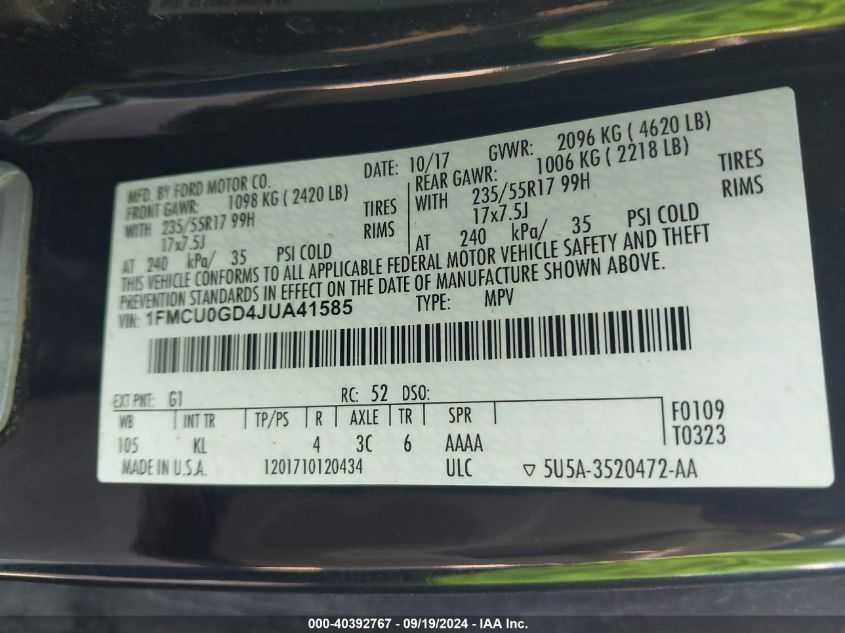 MFD. BY FORD MOTOR CO.
DATE: 10/17 GVWR: 2096 KG ( 4620 LB)
FRONT GAWR: 1098 KG ( 2420 LB)
REAR GAWR: 1006 KG ( 2218 LB)
WITH 235/55R17 99H TIRES
WITH 235/55R17 99H TIRES
17x7.5J RIMS
17x7.5J RIMS
AT 240 kPa/ 35 PSI COLD
AT 240 kPa/ 35 PSI COLD
THIS VEHICLE CONFORMS TO ALL APPLICABLE FEDERAL MOTOR VEHICLE SAFETY AND THEFT
PREVENTION STANDARDS IN EFFECT ON THE DATE OF MANUFACTURE SHOWN ABOVE.
VIN: 1FMCU0GD4JUA41585 TYPE: MPV
EXT PNT: G1 RC: 52 DSO:
WB INT TR TP/PS R AXLE TR SPR F0109
105 KL 4 3C 6 AAAA T0323
MADE IN U.S.A. 1201710120434 ULC ▽ 5U5A-3520472-AA
000-40392767 - 09/19/2024 - IAA Inc.